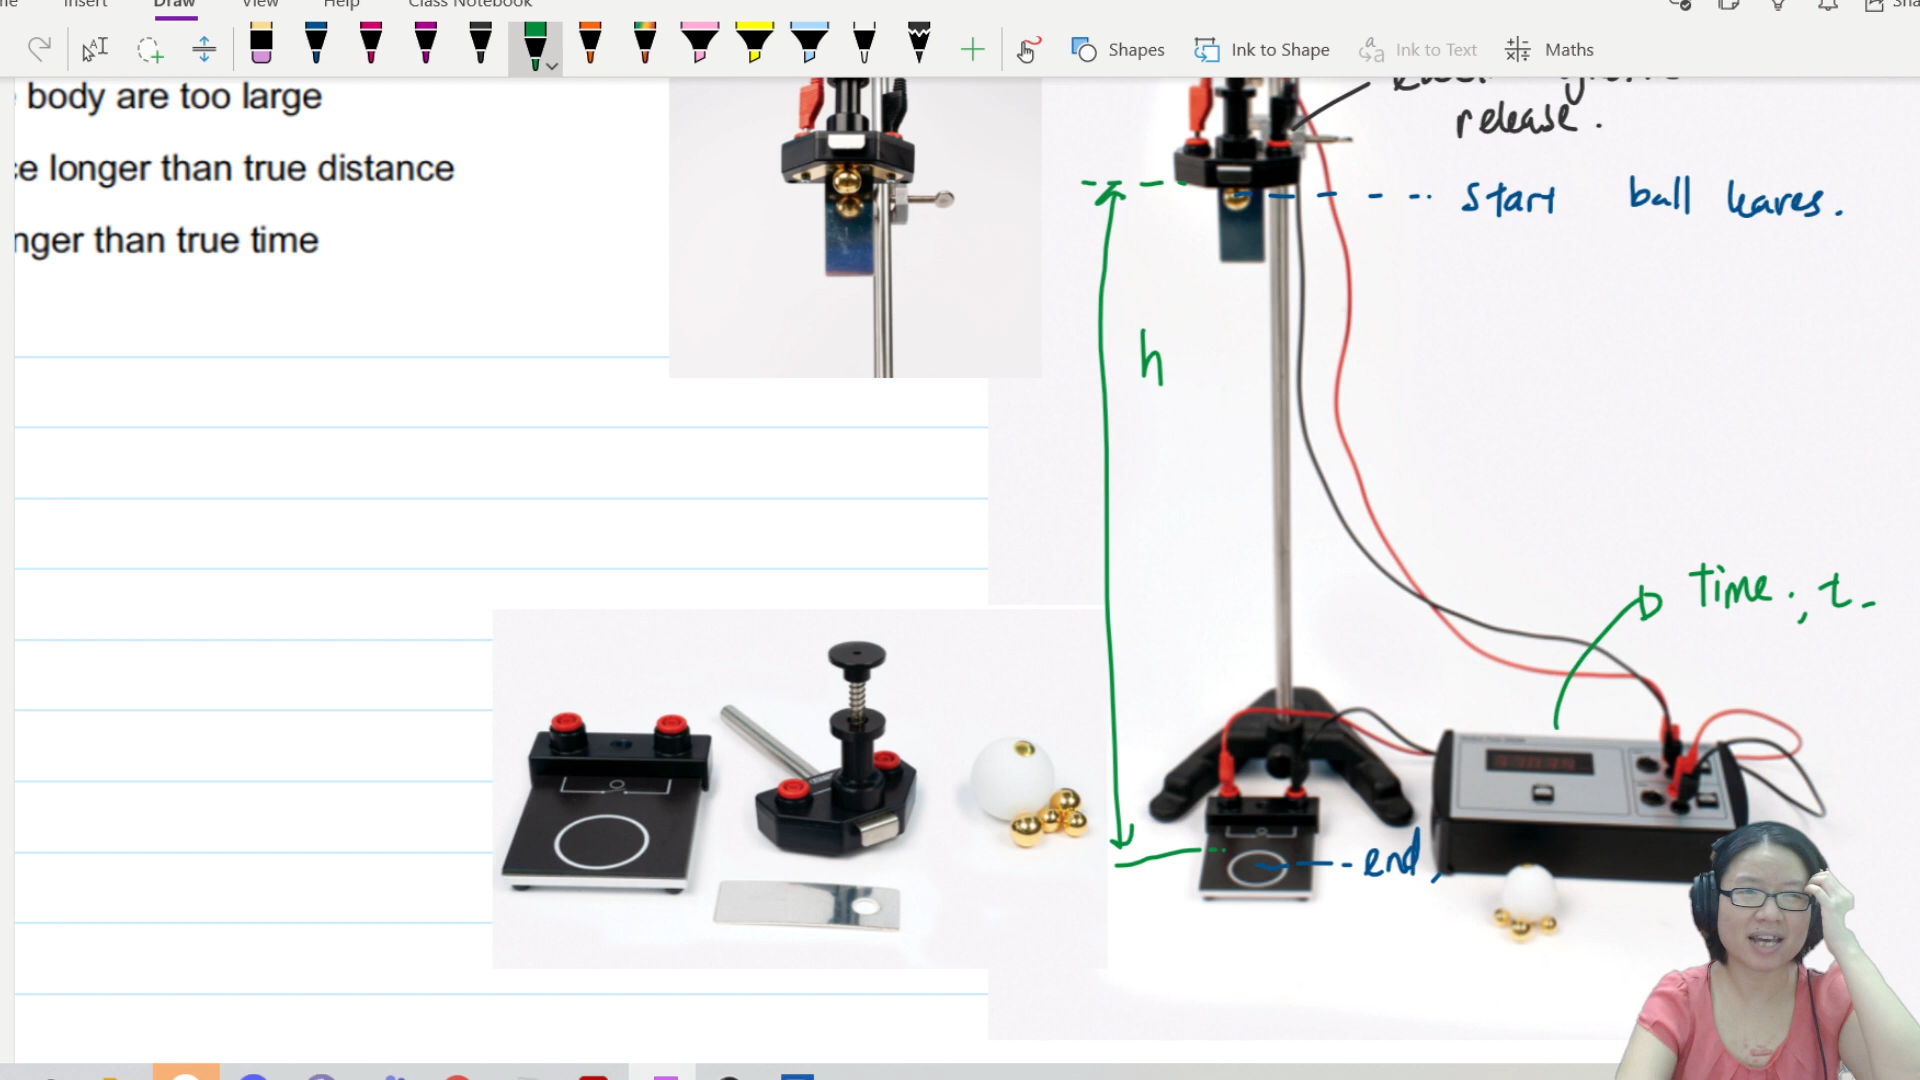 Insert Draw View Help Class Notebook
Shapes Ink to Shape Ink to Text Maths
body are too large
longer than true distance
than true time
release.
start ball leaves.
h
time., t
end,